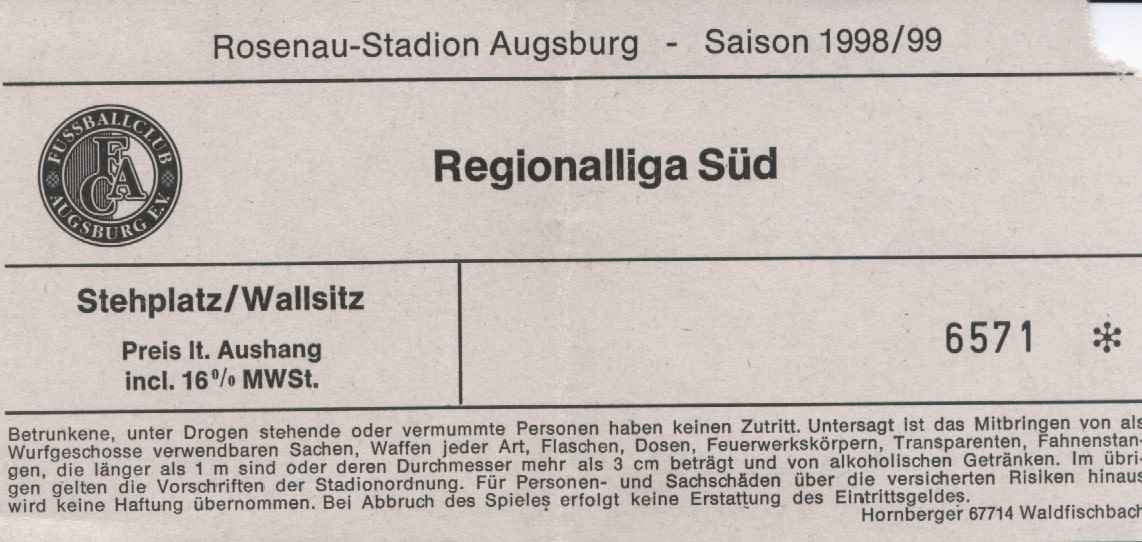 Rosenau-Stadion Augsburg - Saison 1998/99
FUSSBALLCLUB
FCA
AUGSBURG E.V.
Regionalliga Süd
Stehplatz/Wallsitz
Preis lt. Aushang
incl. 16% MWSt.
6571 *
Betrunkene, unter Drogen stehende oder vermummte Personen haben keinen Zutritt. Untersagt ist das Mitbringen von als
Wurfgeschosse verwendbaren Sachen, Waffen jeder Art, Flaschen, Dosen, Feuerwerkskörpern, Transparenten, Fahnenstan-
gen, die länger als 1 m sind oder deren Durchmesser mehr als 3 cm beträgt und von alkoholischen Getränken. Im übri-
gen gelten die Vorschriften der Stadionordnung. Für Personen- und Sachschäden über die versicherten Risiken hinaus
wird keine Haftung übernommen. Bei Abbruch des Spieles erfolgt keine Erstattung des Eintrittsgeldes.
Hornberger 67714 Waldfischbach